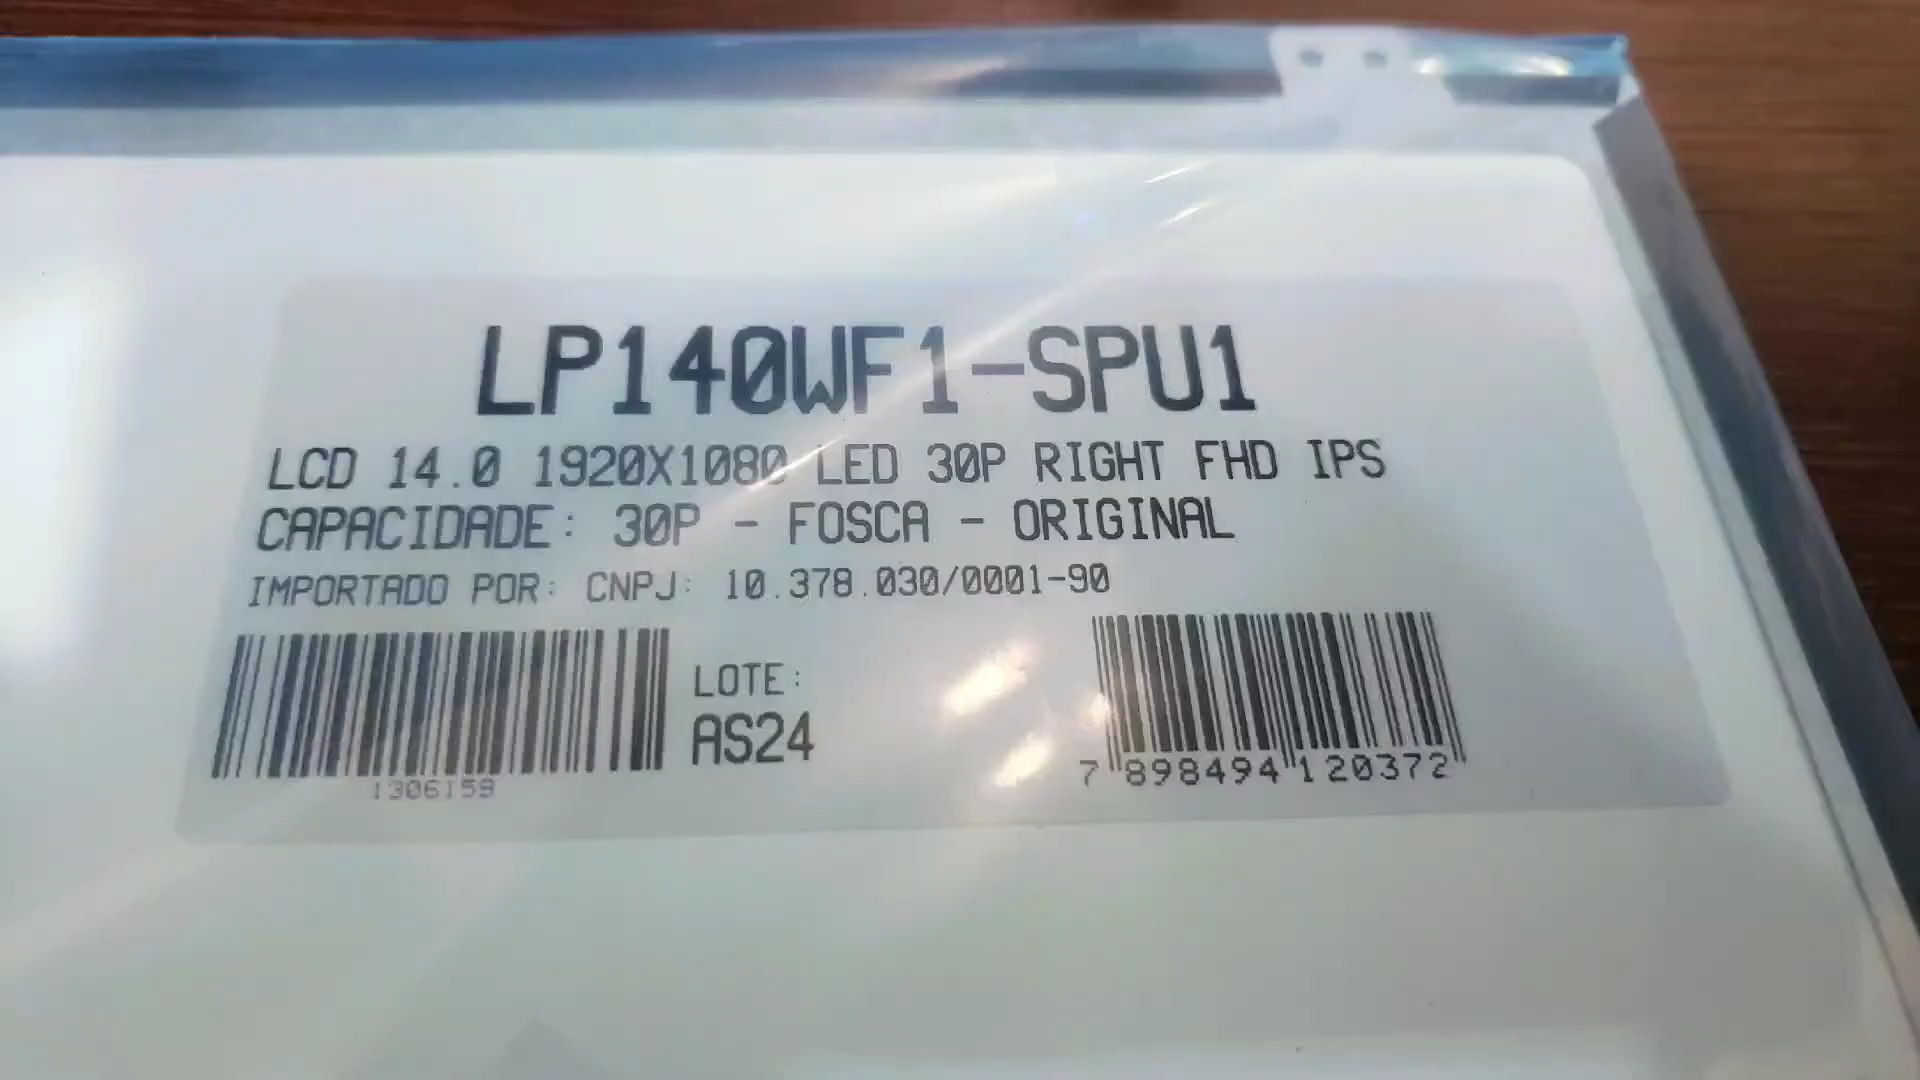 LP140WF1-SPU1
LCD 14.0 1920X1080 LED 30P RIGHT FHD IPS
CAPACIDADE: 30P - FOSCA - ORIGINAL
IMPORTADO POR: CNPJ: 10.378.030/0001-90
LOTE:
AS24
1306159
7 898494 120372